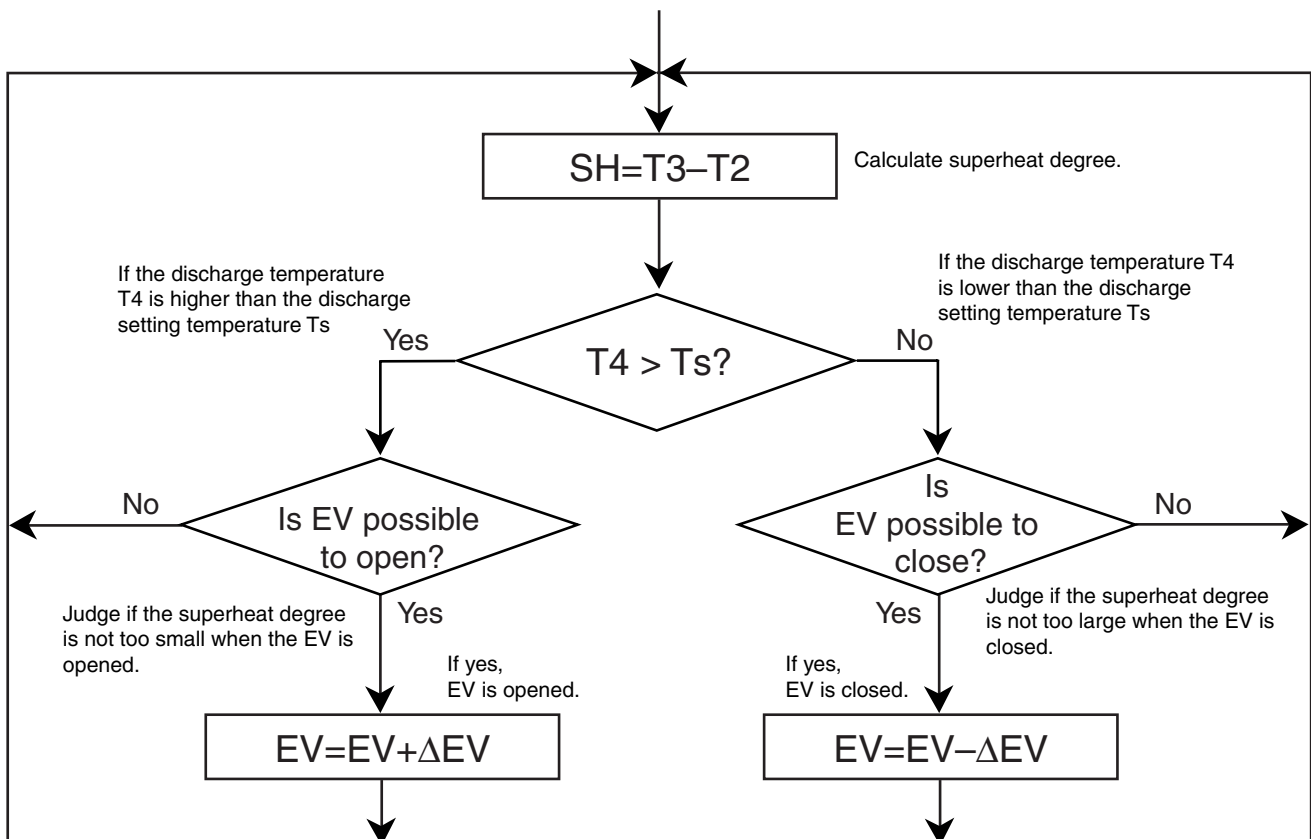 SH=T3–T2
Calculate superheat degree.
If the discharge temperature
T4 is higher than the discharge
setting temperature Ts
If the discharge temperature T4
is lower than the discharge
setting temperature Ts
Yes
T4 > Ts?
No
No
Is EV possible
to open?
Is
EV possible to
close?
No
Judge if the superheat degree
is not too small when the EV is
opened.
Yes
Yes
Judge if the superheat degree
is not too large when the EV is
closed.
If yes,
EV is opened.
If yes,
EV is closed.
EV=EV+ΔEV
EV=EV–ΔEV